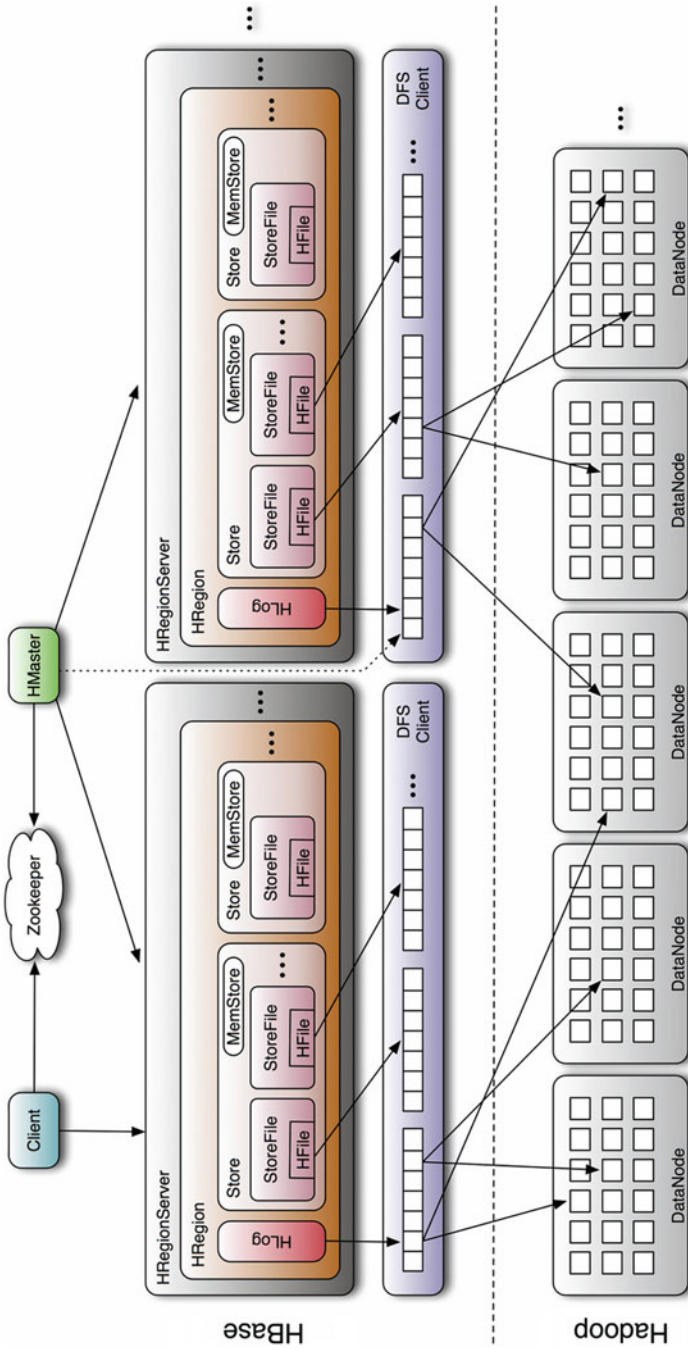 Client
Zookeeper
HMaster
HBase
HRegionServer
HRegion
HLog
Store
MemStore
StoreFile
HFile
StoreFile
HFile
...
Store
MemStore
StoreFile
HFile
...
...
DFS
Client
...
HRegionServer
HRegion
HLog
Store
MemStore
StoreFile
HFile
StoreFile
HFile
...
Store
MemStore
StoreFile
HFile
...
...
DFS
Client
...
...
Hadoop
DataNode
DataNode
DataNode
DataNode
DataNode
...